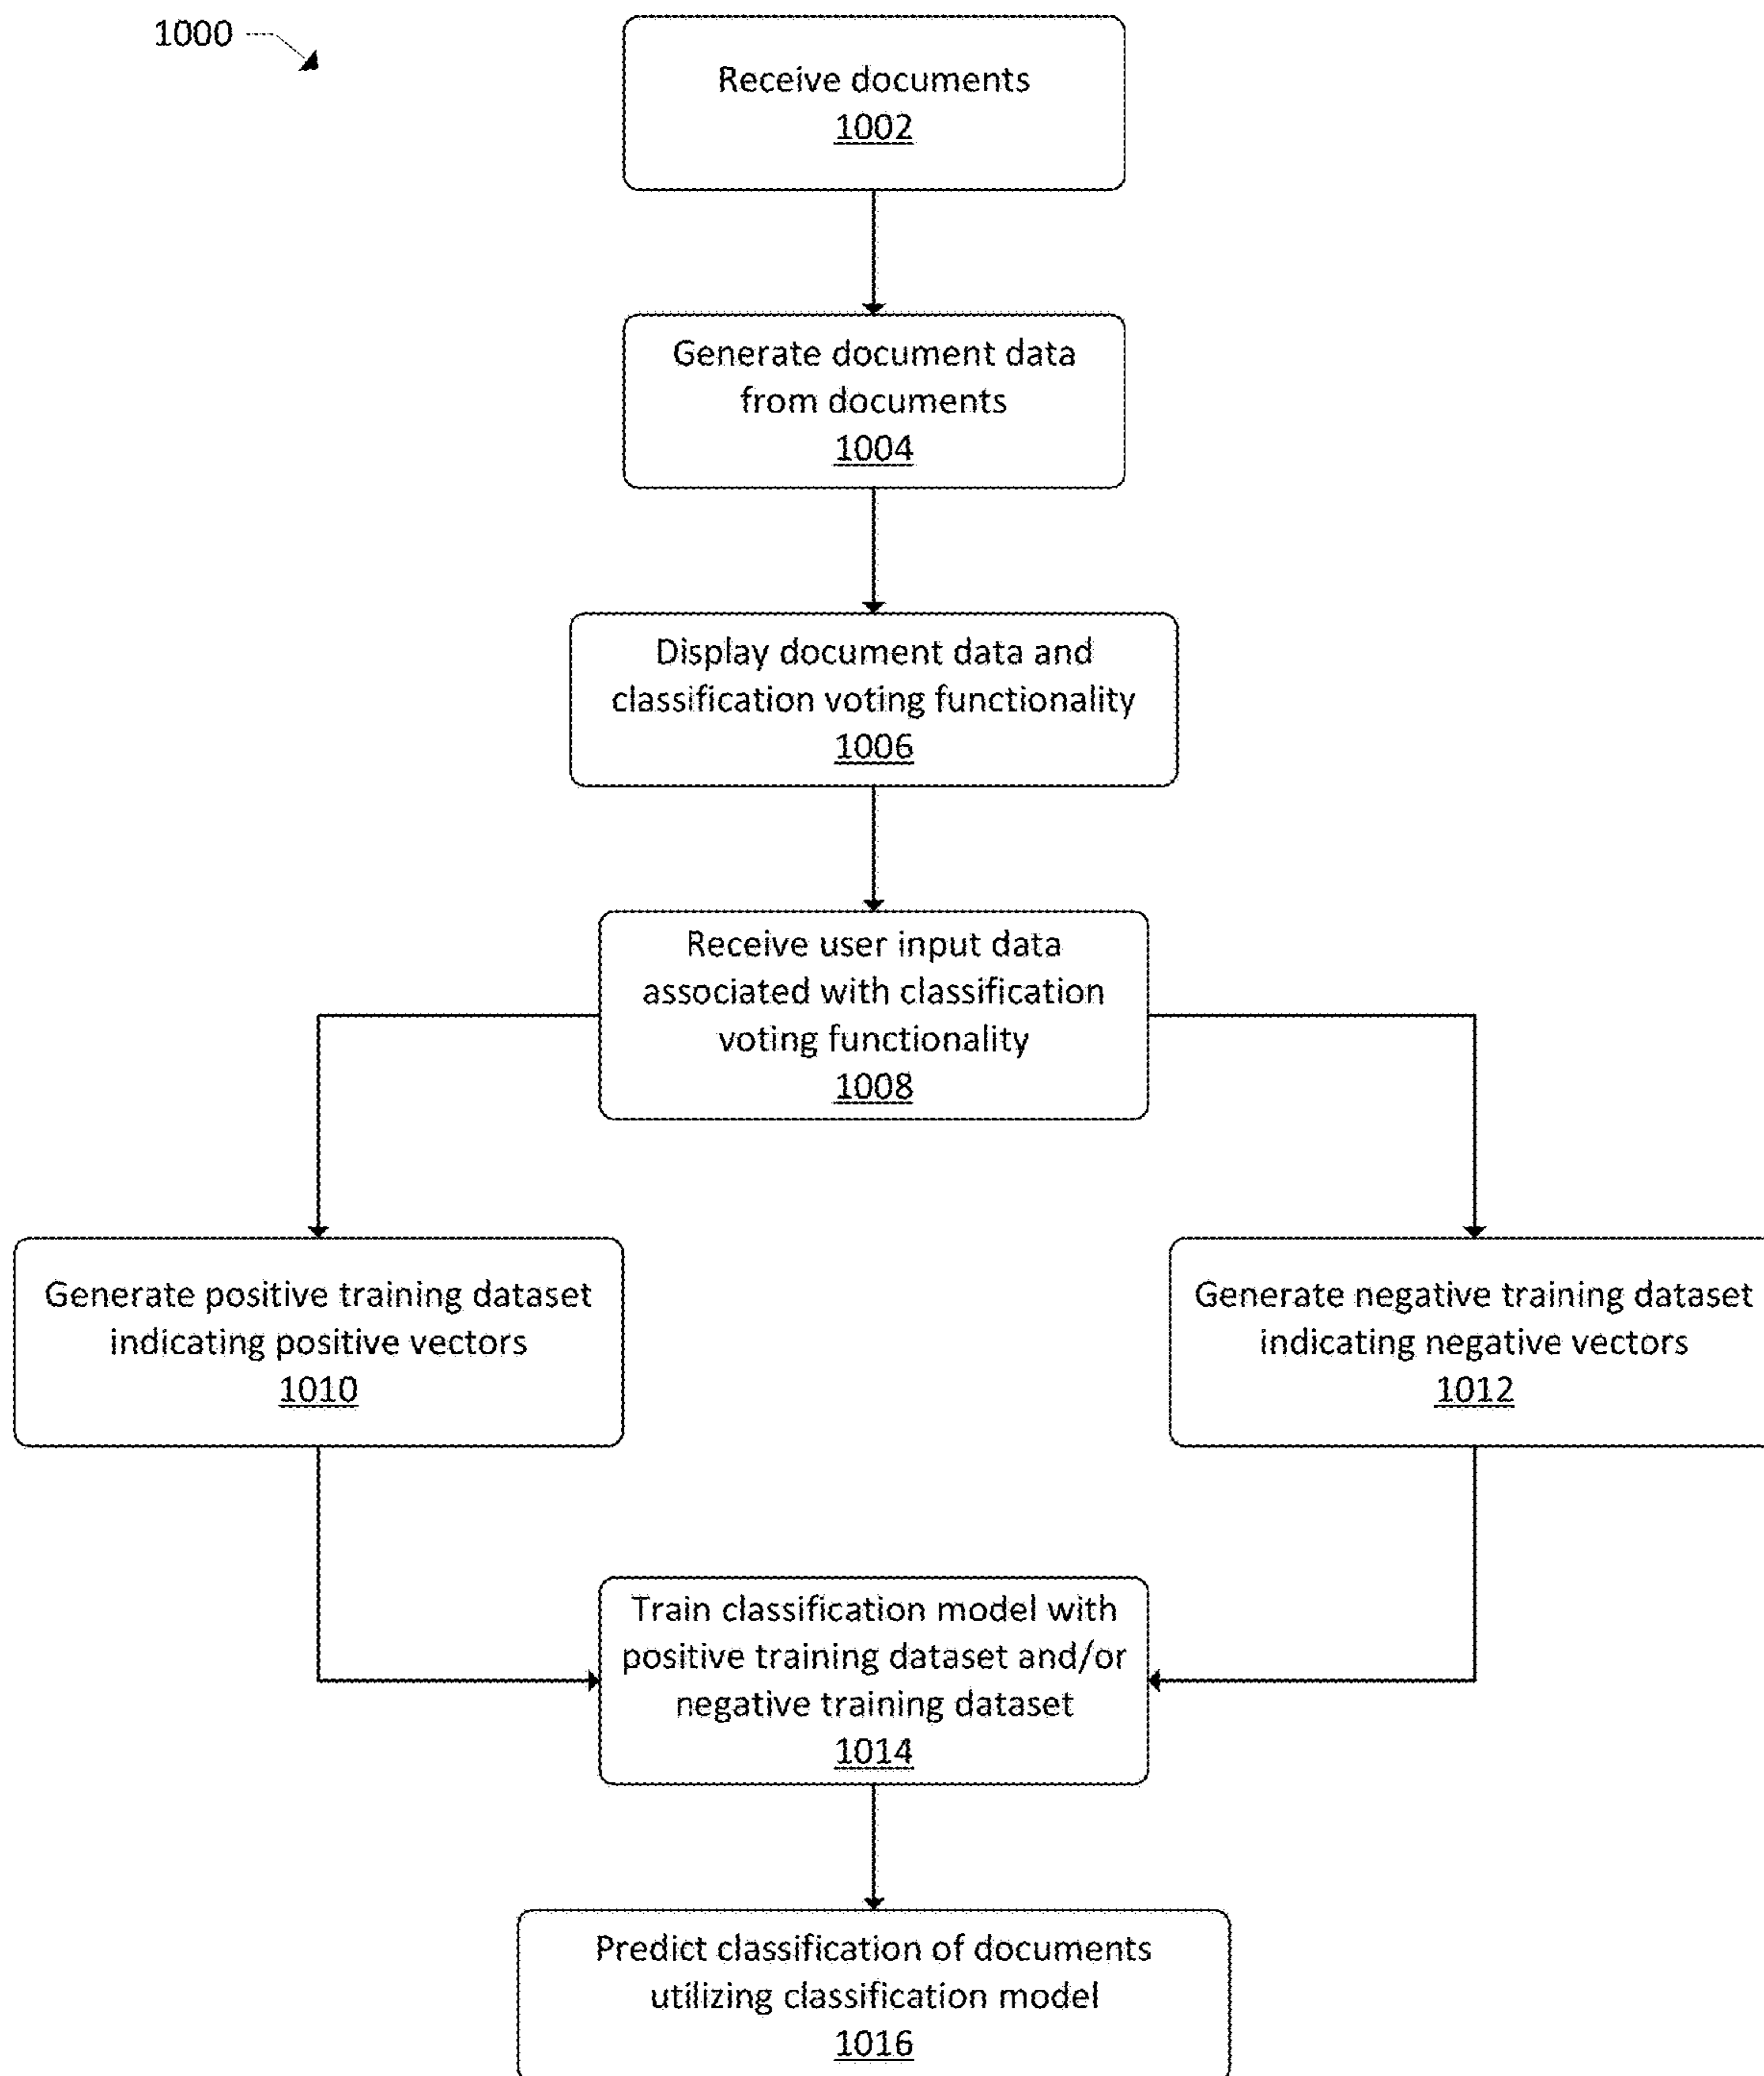 1000
Receive documents
1002
Generate document data
from documents
1004
Display document data and
classification voting functionality
1006
Receive user input data
associated with classification
voting functionality
1008
Generate positive training dataset
indicating positive vectors
1010
Generate negative training dataset
indicating negative vectors
1012
Train classification model with
positive training dataset and/or
negative training dataset
1014
Predict classification of documents
utilizing classification model
1016